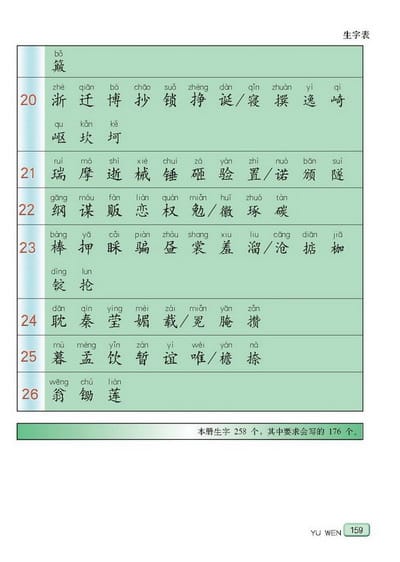 生字表
bǒ
簸
zhè qiān bó chāo suǒ zhēng dàn qǐn zhuàn yì qí
20 浙 迁 博 抄 锁 挣 诞/寝 撰 逸 崎
qū kǎn kē
岖 坎 坷
ruì mó shì xiè chuí zá yàn zhì nuò bān suì
21 瑞 摩 逝 械 锤 砸 验 置/诺 颁 隧
gāng móu fàn liàn quán miǎn huī zhuó tàn
22 纲 谋 贩 恋 权 勉/徽 琢 碳
bàng yā cǎi piàn zhòu shang xiū liū cāng diàn jiā
23 棒 押 睬 骗 昼 裳 羞/溜/沧 掂 枷
dìng lūn
锭 抡
dān qín yíng mèi zài miǎn yān zǎn
24 耽 秦 莹 媚 载/冕 腌 攒
mù mèng yǐn zàn yì wéi yán nà
25 暮 孟 饮 暂 谊 唯/檐 捺
wēng chú lián
26 翁 锄 莲
本册生字 258 个，其中要求会写的 176 个。
YU WEN 159